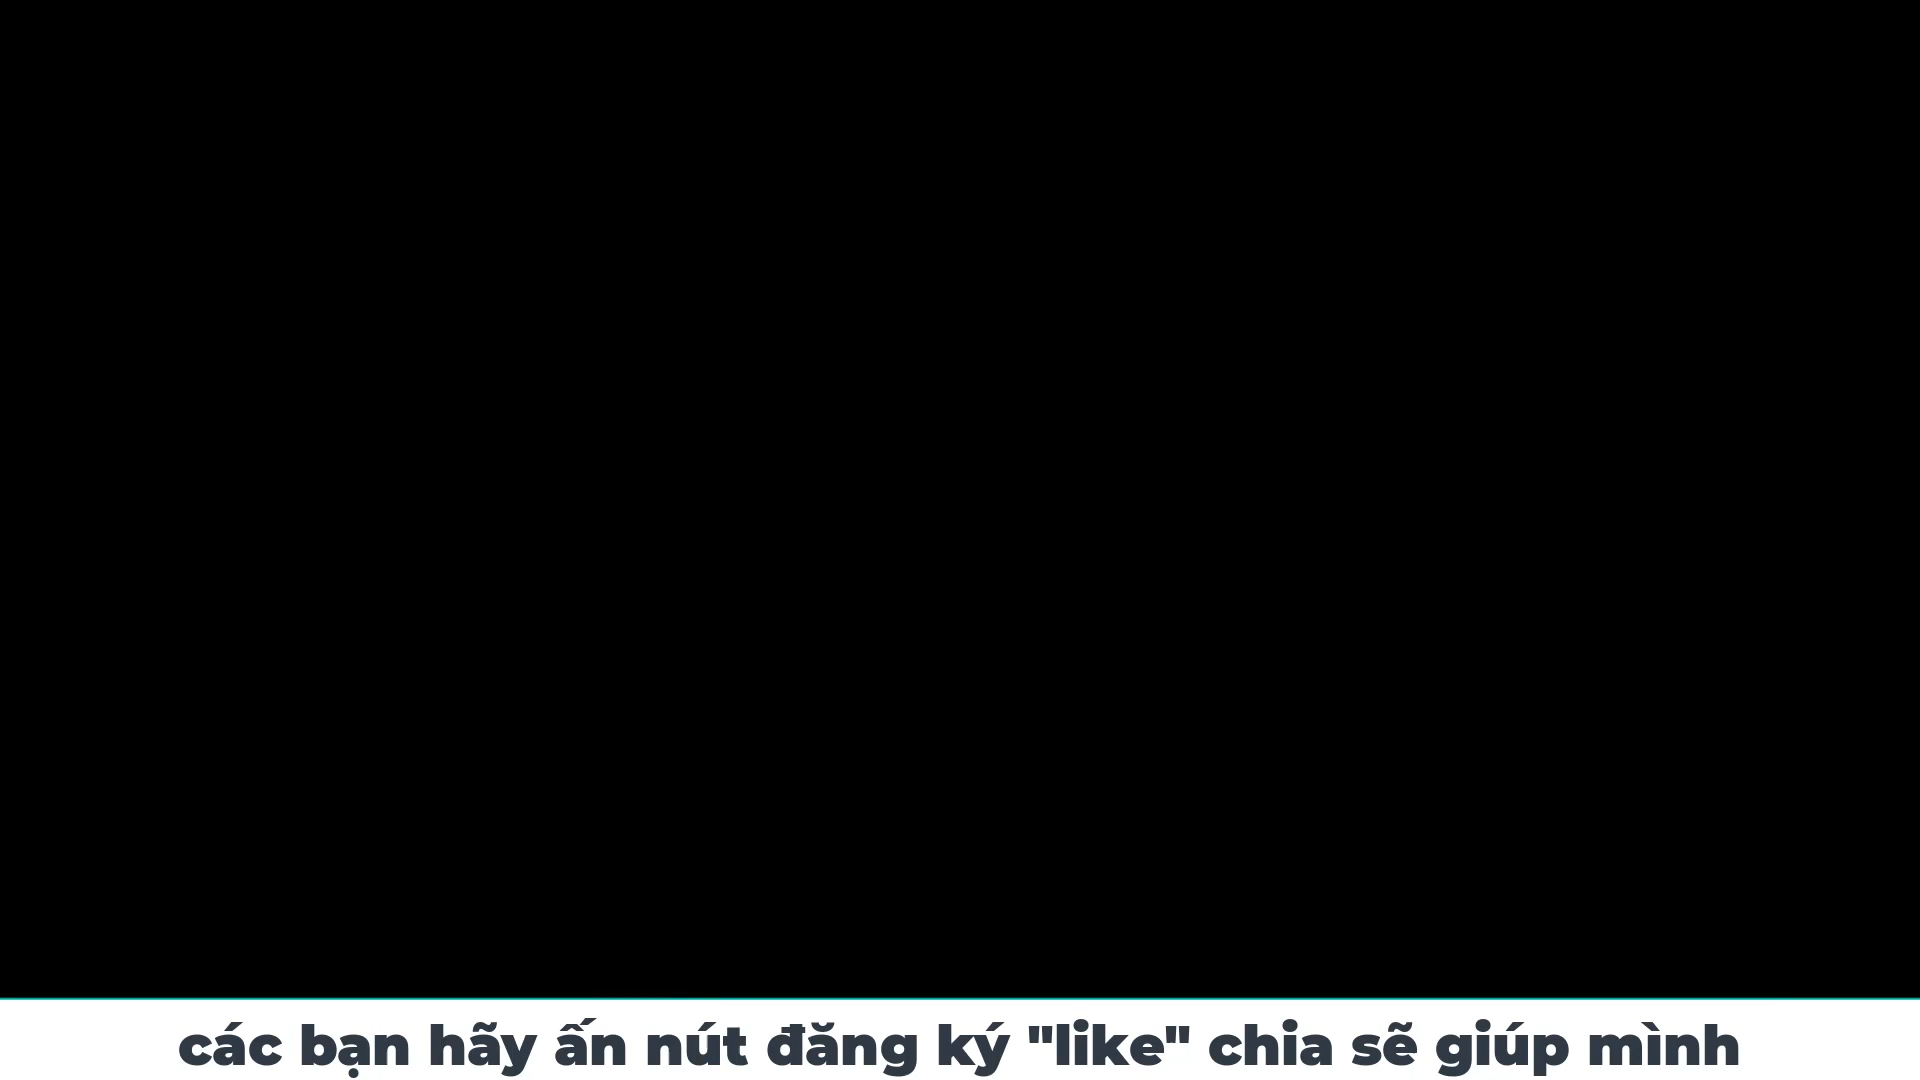 các bạn hãy ấn nút đăng ký "like" chia sẽ giúp mình